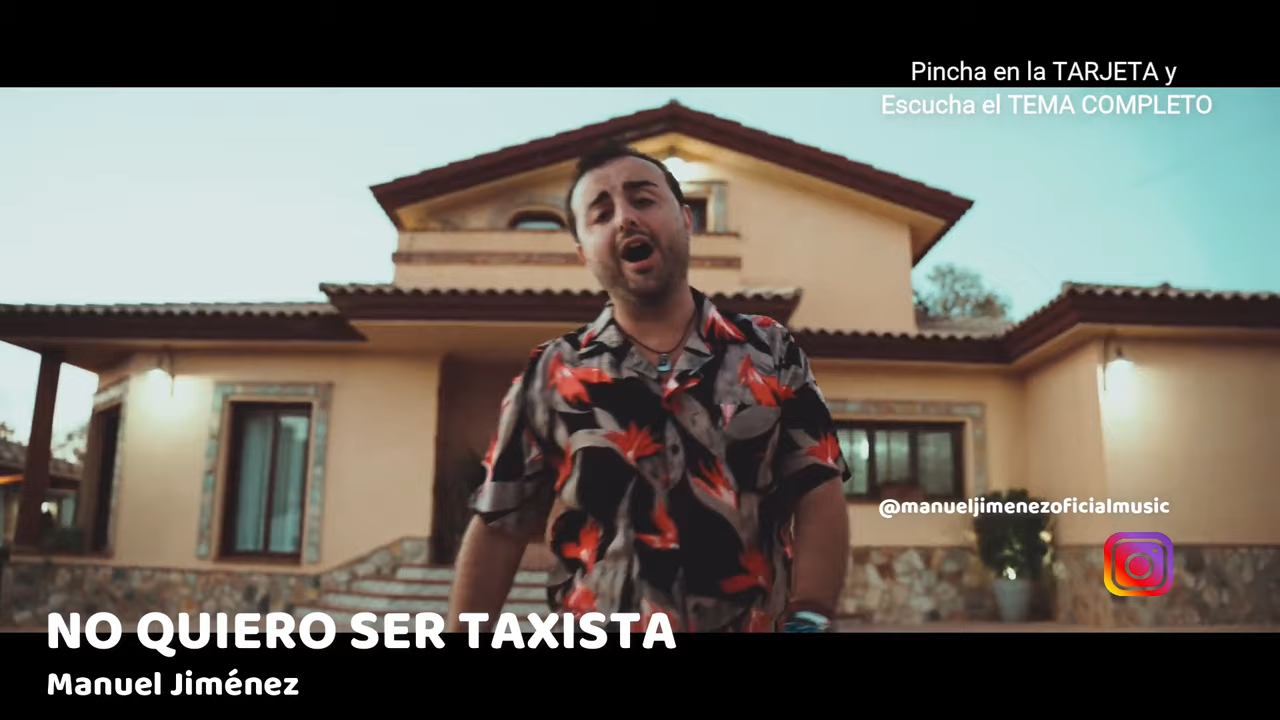 Pincha en la TARJETA y
Escucha el TEMA COMPLETO
@manueljimenezoficialmusic
NO QUIERO SER TAXISTA
Manuel Jiménez